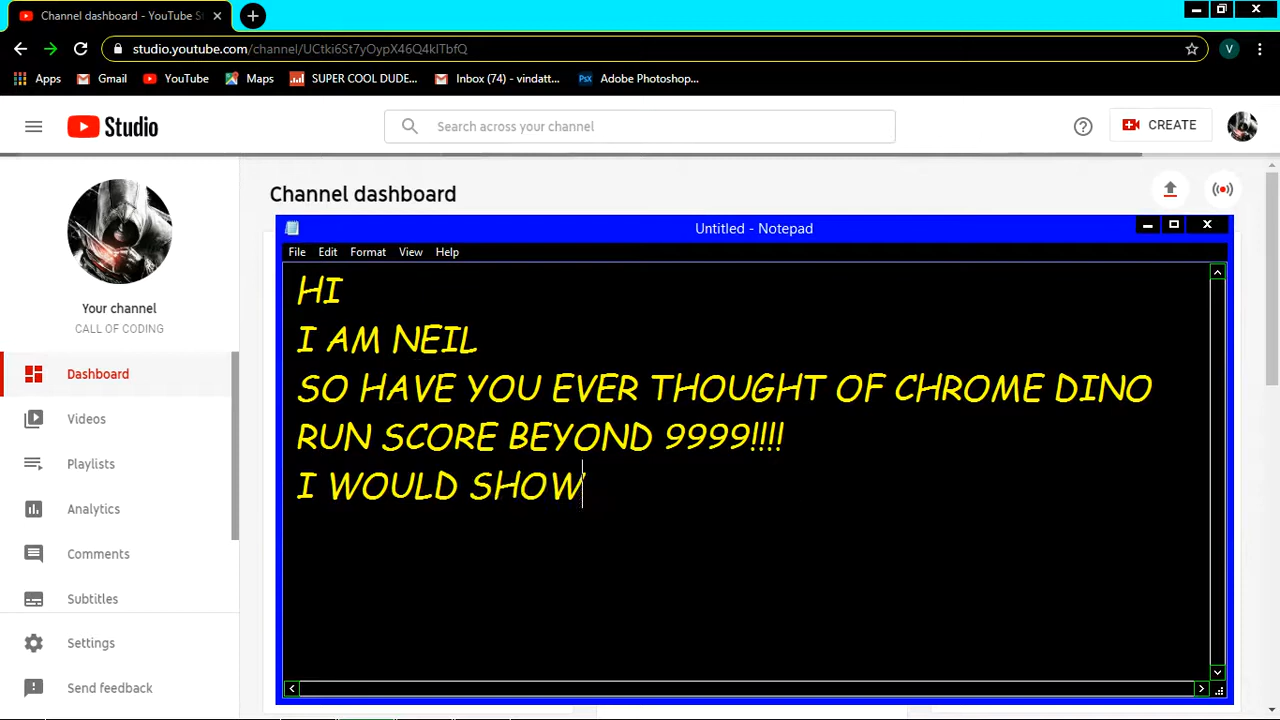 Channel dashboard - YouTube S
studio.youtube.com/channel/UCtki6St7yOypX46Q4kITbfQ
V
Apps
Gmail
YouTube
Maps
SUPER COOL DUDE...
Inbox (74) - vindatt...
Adobe Photoshop...
Studio
Search across your channel
CREATE
Your channel
CALL OF CODING
Dashboard
Videos
Playlists
Analytics
Comments
Subtitles
Settings
Send feedback
Channel dashboard
Untitled - Notepad
File Edit Format View Help
HI
I AM NEIL
SO HAVE YOU EVER THOUGHT OF CHROME DINO
RUN SCORE BEYOND 9999!!!!
I WOULD SHOW